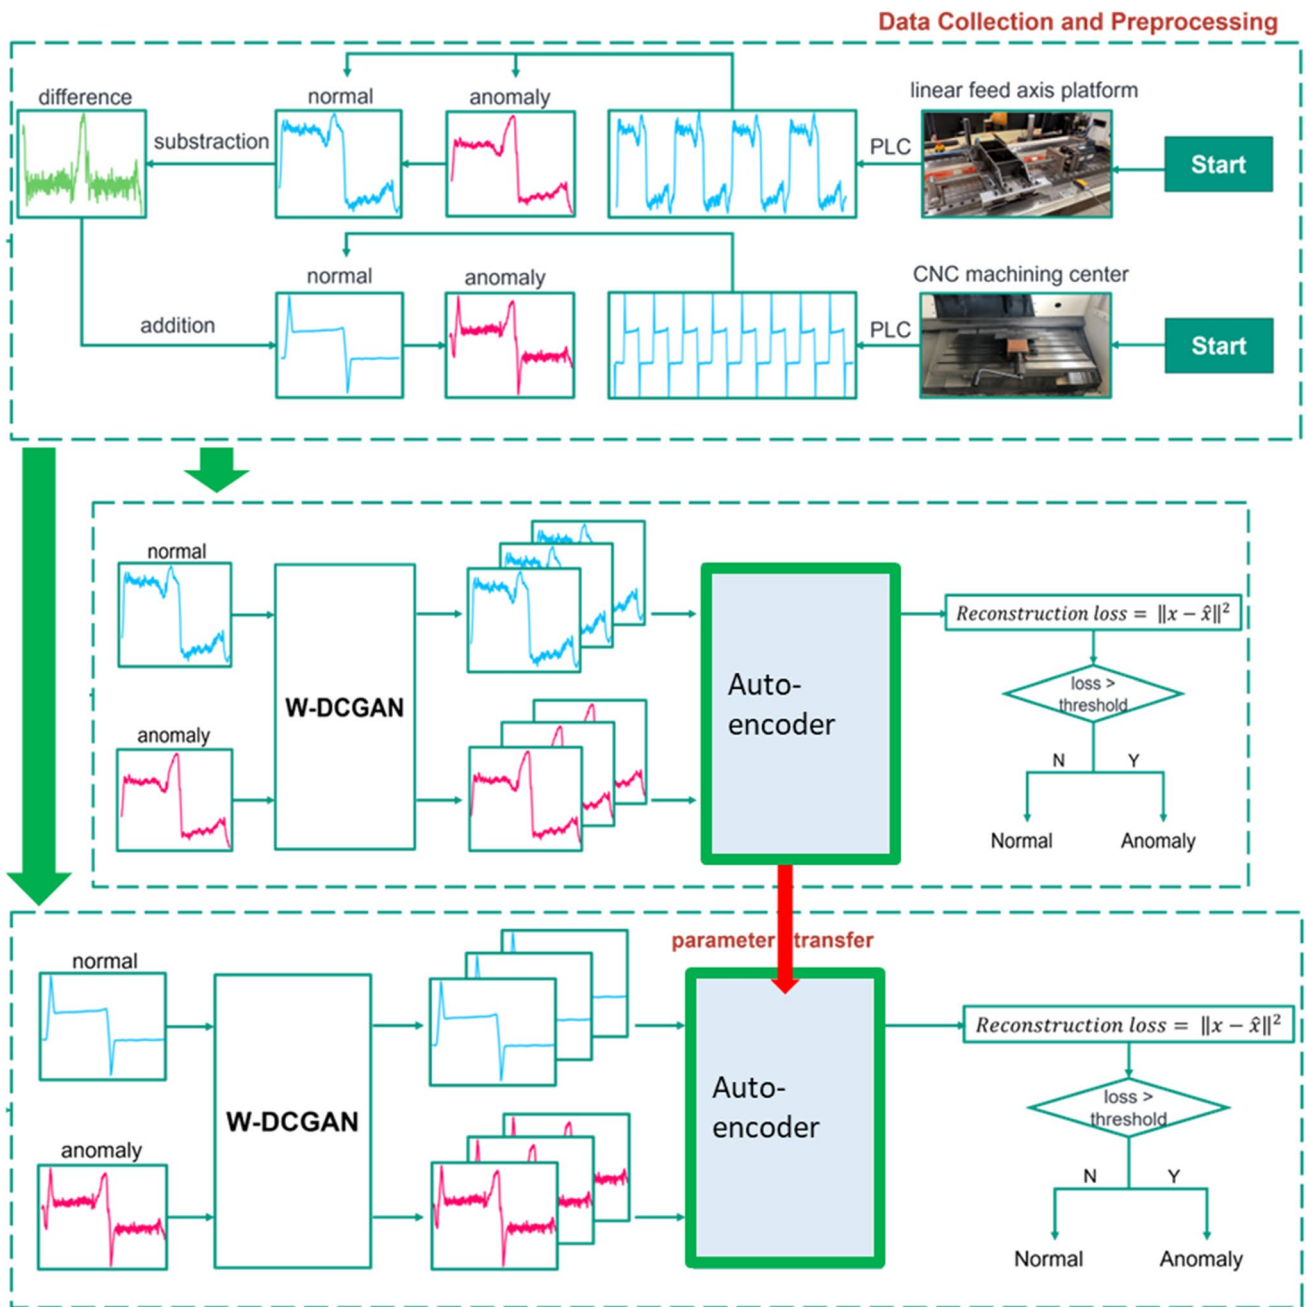 Data Collection and Preprocessing
difference
normal
anomaly
linear feed axis platform
substraction
PLC
Start
normal
anomaly
CNC machining center
addition
PLC
Start
normal
W-DCGAN
anomaly
Auto-
encoder
Reconstruction loss = ‖x − x̂‖²
loss >
threshold
N
Y
Normal
Anomaly
parameter transfer
normal
W-DCGAN
anomaly
Auto-
encoder
Reconstruction loss = ‖x − x̂‖²
loss >
threshold
N
Y
Normal
Anomaly